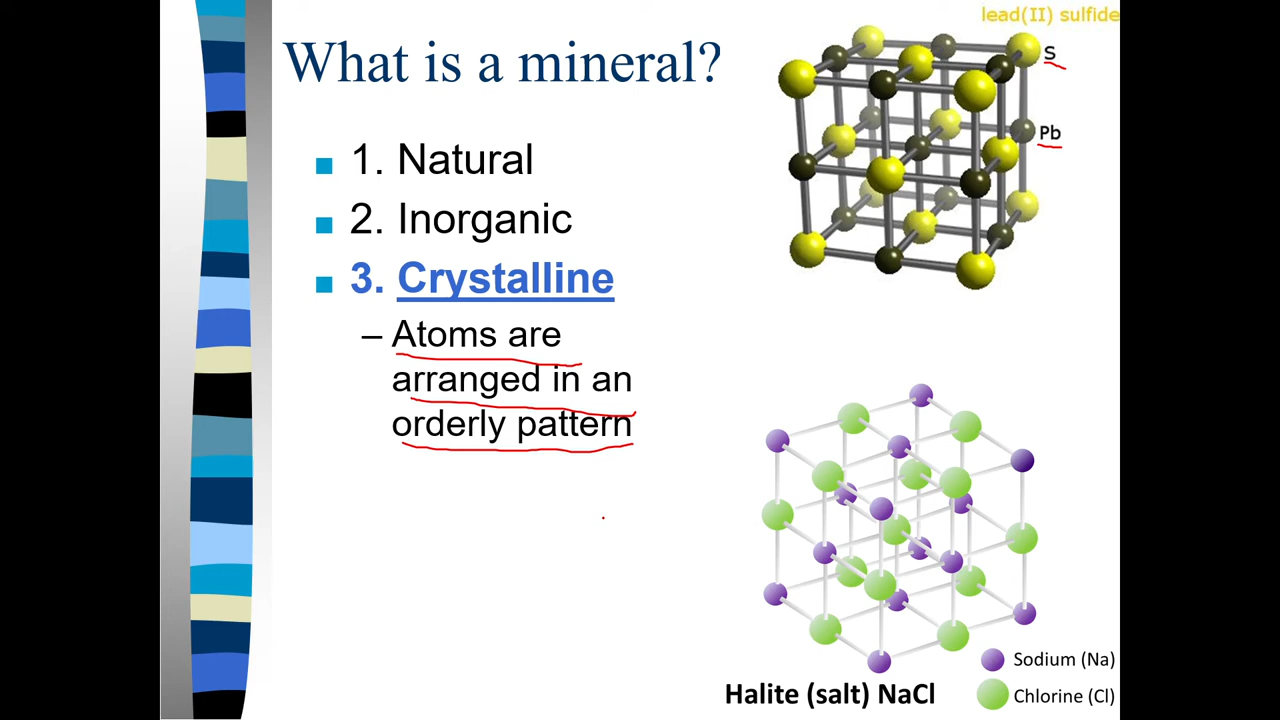 What is a mineral?
1. Natural
2. Inorganic
3. Crystalline
– Atoms are
arranged in an
orderly pattern
lead(II) sulfide
S
Pb
Sodium (Na)
Chlorine (Cl)
Halite (salt) NaCl